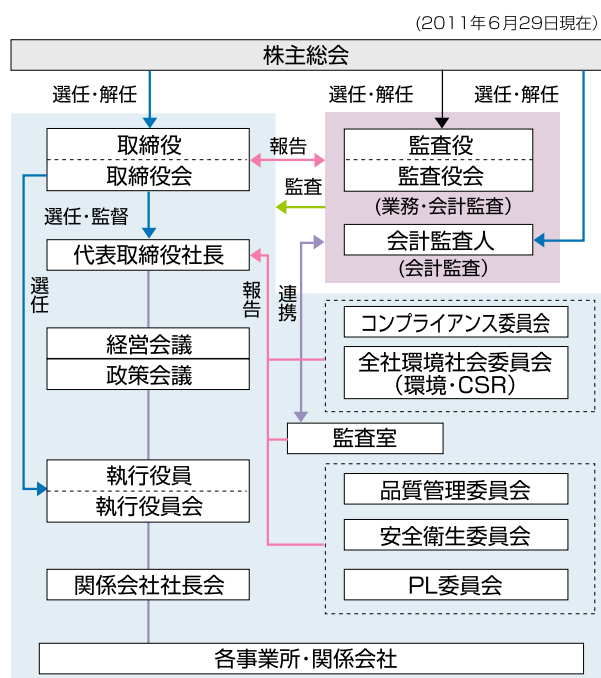 (2011年6月29日現在)
株主総会
選任・解任
選任・解任
選任・解任
取締役
取締役会
報告
監査役
監査役会
(業務・会計監査)
監査
選任・監督
会計監査人
(会計監査)
代表取締役社長
選任
報告
連携
コンプライアンス委員会
全社環境社会委員会
(環境・CSR)
経営会議
政策会議
監査室
執行役員
執行役員会
品質管理委員会
安全衛生委員会
PL委員会
関係会社社長会
各事業所・関係会社